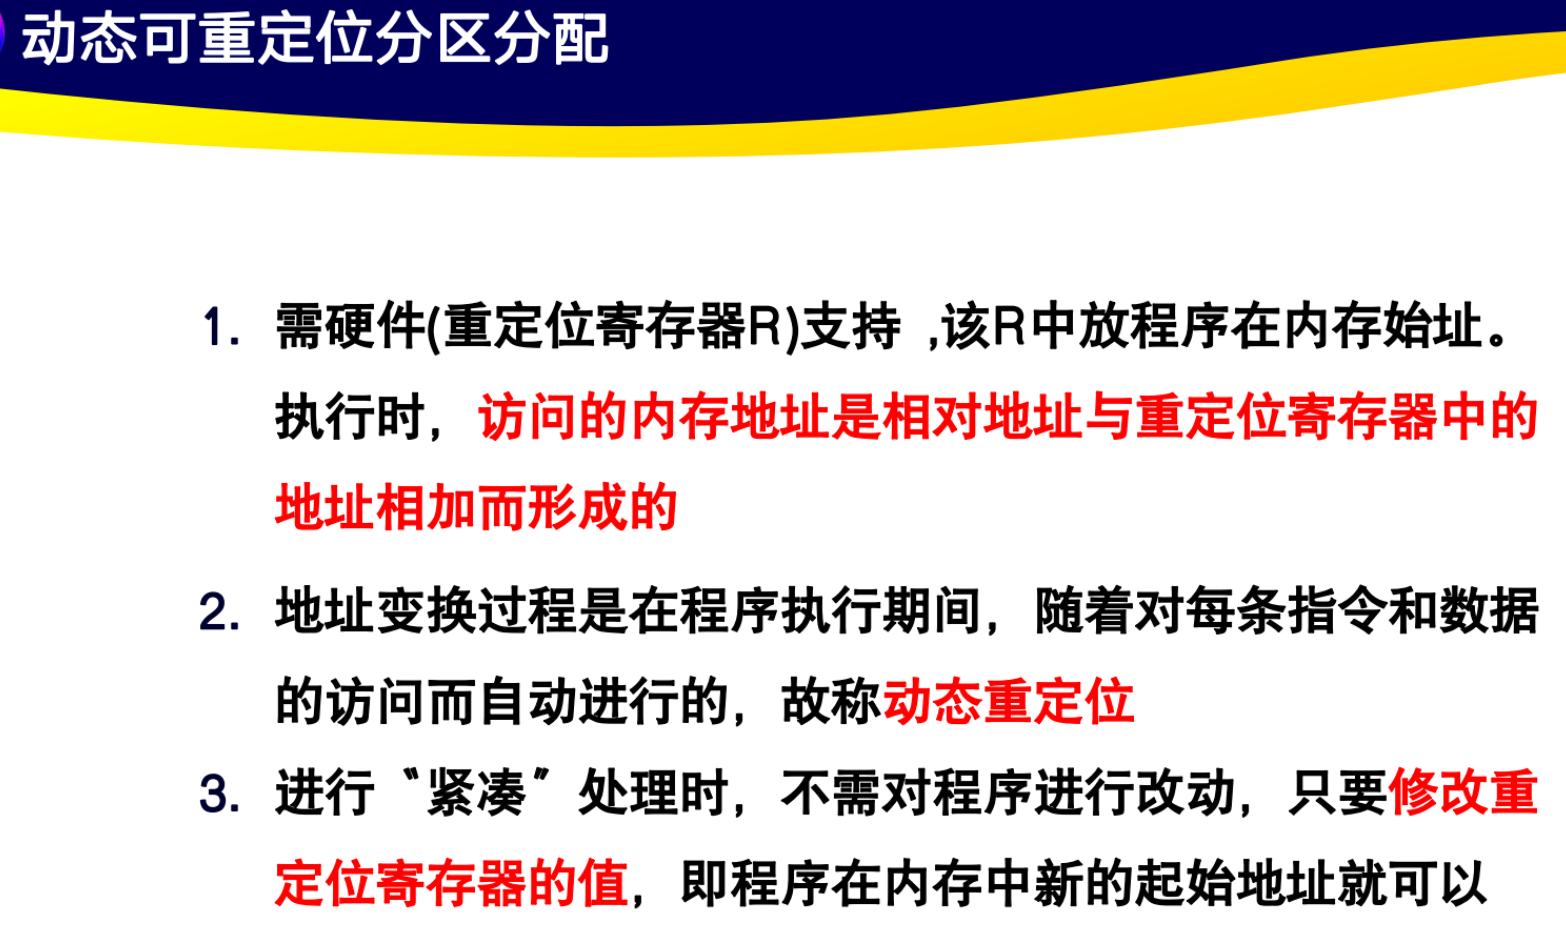 动态可重定位分区分配
1. 需硬件(重定位寄存器R)支持 ,该R中放程序在内存始址。
执行时，访问的内存地址是相对地址与重定位寄存器中的
地址相加而形成的
2. 地址变换过程是在程序执行期间，随着对每条指令和数据
的访问而自动进行的，故称动态重定位
3. 进行〝紧凑〞处理时，不需对程序进行改动，只要修改重
定位寄存器的值，即程序在内存中新的起始地址就可以